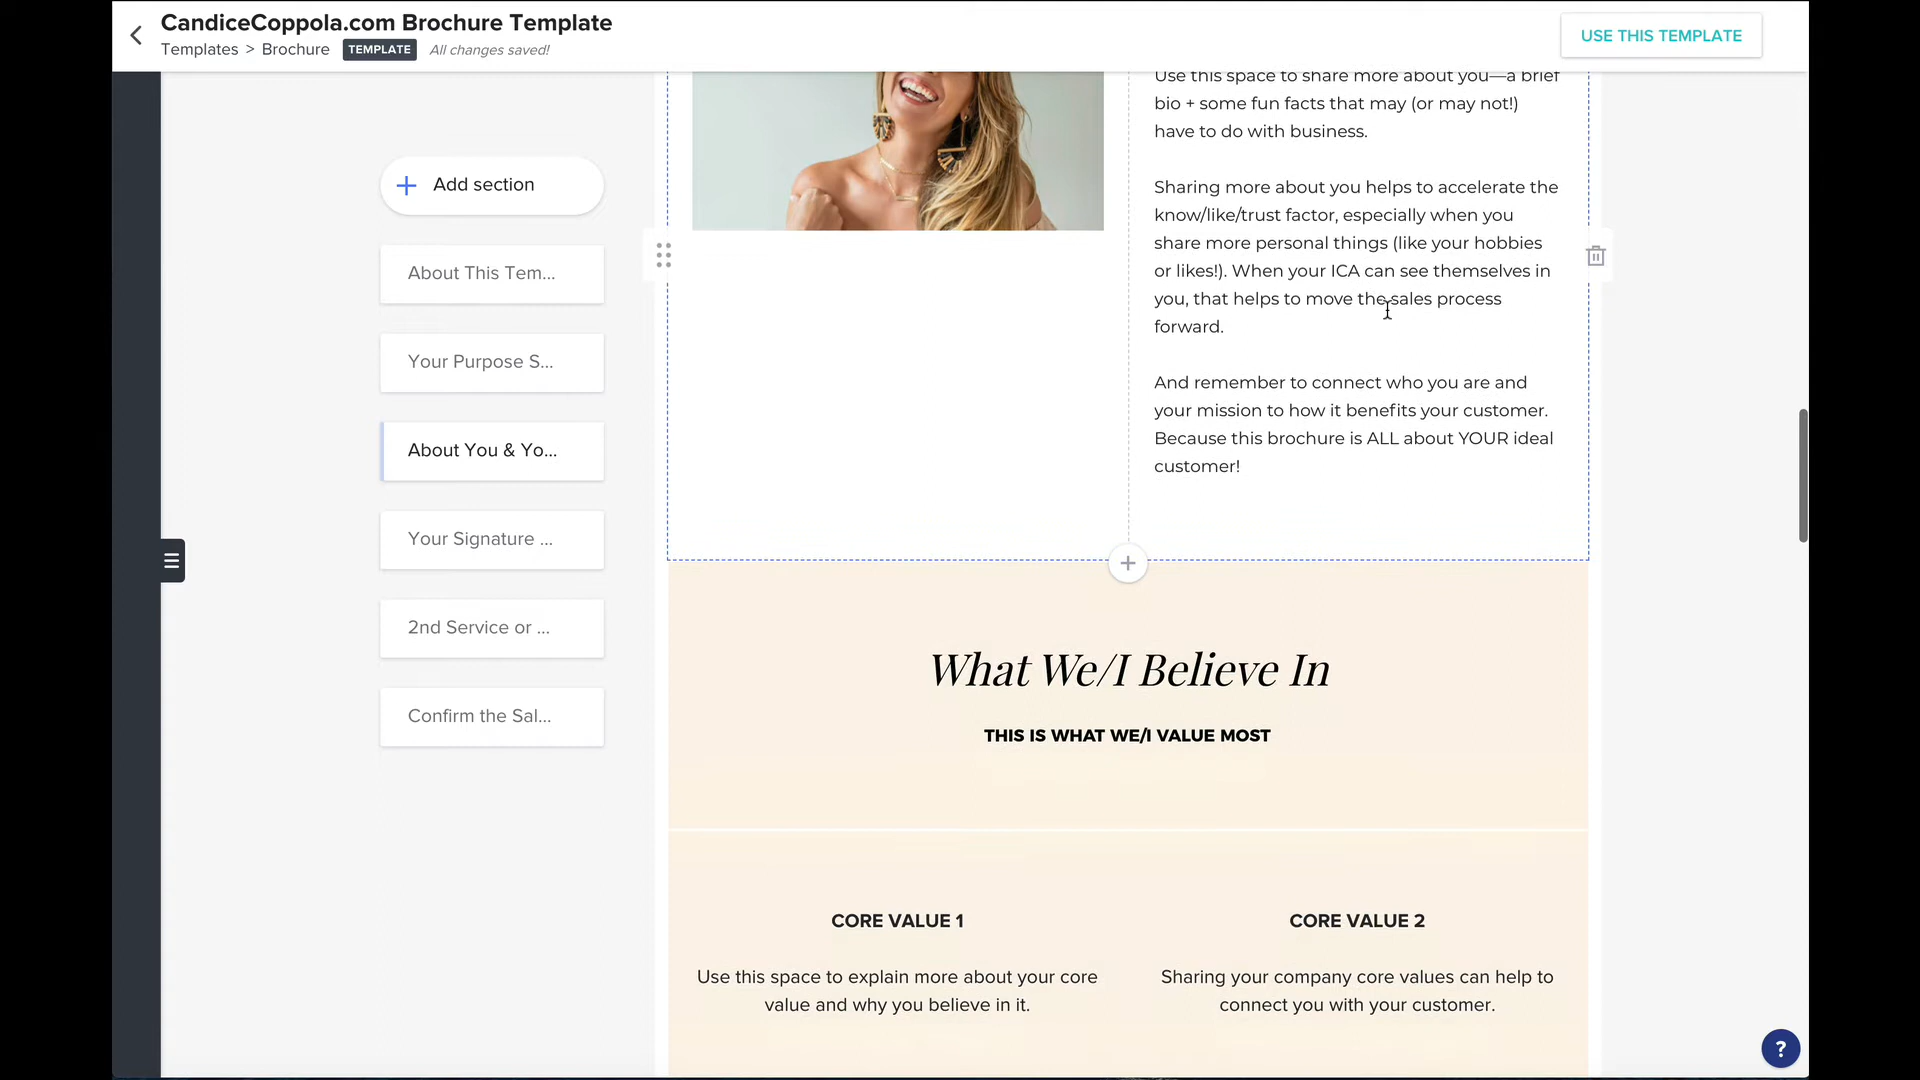 CandiceCoppola.com Brochure Template
Templates > Brochure TEMPLATE All changes saved!
USE THIS TEMPLATE
Add section
About This Tem...
Your Purpose S...
About You & Yo...
Your Signature ...
2nd Service or ...
Confirm the Sal...
Use this space to share more about you—a brief
bio + some fun facts that may (or may not!)
have to do with business.
Sharing more about you helps to accelerate the
know/like/trust factor, especially when you
share more personal things (like your hobbies
or likes!). When your ICA can see themselves in
you, that helps to move the sales process
forward.
And remember to connect who you are and
your mission to how it benefits your customer.
Because this brochure is ALL about YOUR ideal
customer!
What We/I Believe In
THIS IS WHAT WE/I VALUE MOST
CORE VALUE 1
Use this space to explain more about your core
value and why you believe in it.
CORE VALUE 2
Sharing your company core values can help to
connect you with your customer.
?